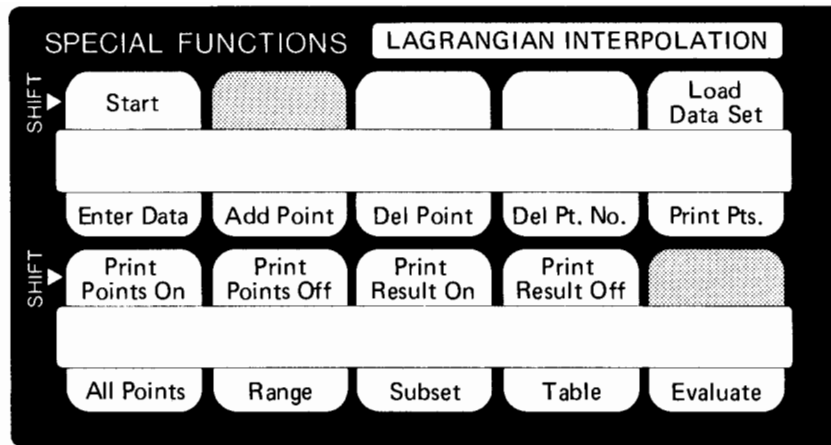 SPECIAL FUNCTIONS LAGRANGIAN INTERPOLATION
SHIFT
Start
Load
Data Set
Enter Data Add Point Del Point Del Pt. No. Print Pts.
SHIFT
Print Print Print Print
Points On Points Off Result On Result Off
All Points Range Subset Table Evaluate